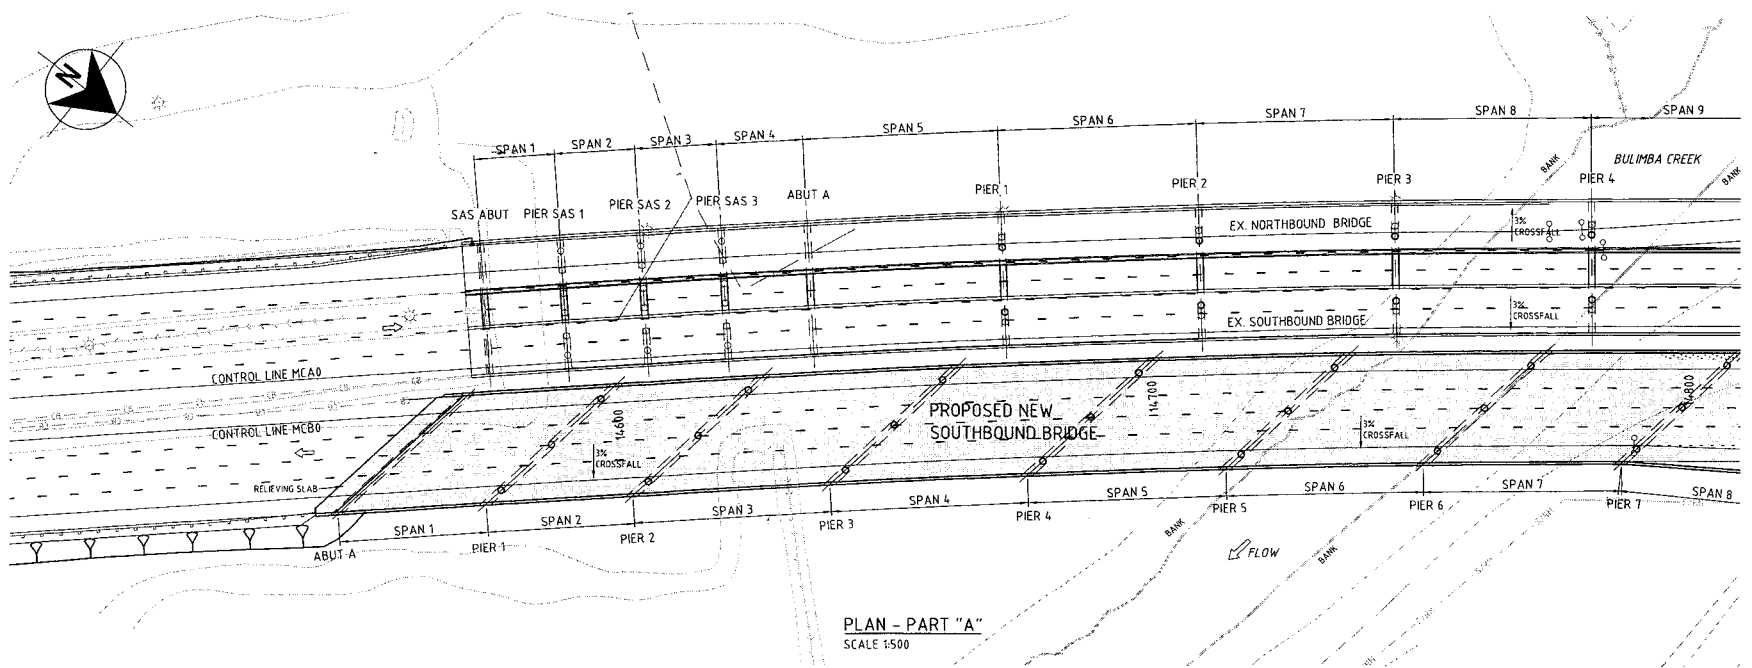 N
SPAN 1
SPAN 2
SPAN 3
SPAN 4
SPAN 5
SPAN 6
SPAN 7
SPAN 8
SPAN 9
BULIMBA CREEK
BANK
BANK
SAS ABUT
PIER SAS 1
PIER SAS 2
PIER SAS 3
ABUT A
PIER 1
PIER 2
PIER 3
PIER 4
EX. NORTHBOUND BRIDGE
3%
CROSSFALL
EX. SOUTHBOUND BRIDGE
3%
CROSSFALL
CONTROL LINE MCA0
CONTROL LINE MCB0
RELIEVING SLAB
14600
3%
CROSSFALL
PROPOSED NEW
SOUTHBOUND BRIDGE
14700
3%
CROSSFALL
14800
ABUT A
SPAN 1
PIER 1
SPAN 2
PIER 2
SPAN 3
PIER 3
SPAN 4
PIER 4
SPAN 5
PIER 5
SPAN 6
PIER 6
SPAN 7
PIER 7
SPAN 8
BANK
FLOW
BANK
PLAN - PART "A"
SCALE 1:500